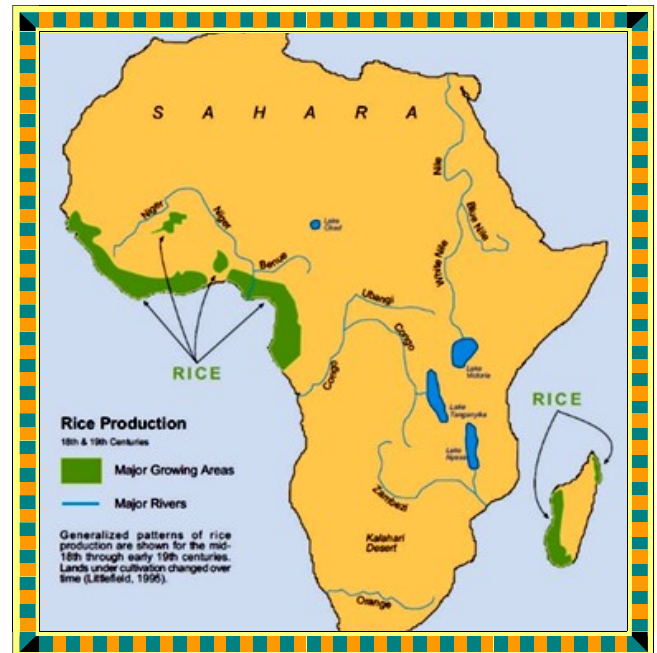 S A H A R A
Nile
Niger
Niger
Lake
Chad
Blue Nile
Benue
White Nile
Ubangi
Congo
Congo
Lake
Victoria
RICE
Lake
Tanganyika
RICE
Lake
Nyasa
Rice Production
18th & 19th Centuries
Major Growing Areas
Major Rivers
Zambezi
Generalized patterns of rice
production are shown for the mid-
18th through early 19th centuries.
Lands under cultivation changed over
time (Littlefield, 1995).
Kalahari
Desert
Orange